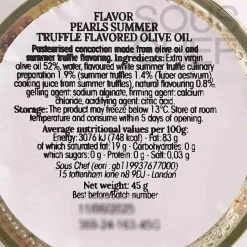 FLAVOR
PEARLS SUMMER
TRUFFLE FLAVORED OLIVE OIL
Pasteurised concoction made from olive oil and
summer truffle flavoring. Ingredients: Extra virgin
olive oil 52%, water, flavoured white summer truffle culinary
preparation 1.9% (summer truffles 1.4% (Tuber aestivum),
cooking juice from summer truffles), natural flavouring 0.8%
gelling agent: sodium alginate, firming agent: calcium
chloride, acodifying agent: citric acid.
Storage: The product may freeze below 13°C. Store at room
temperature and consume within 5 days of opening.
Average nutritional values per 100g:
Energy: 3076 kJ (748 kcal) - Fat: 83 g
of which saturated fat: 19 g - Carbohydrates: 0 g
which sugars: 0 g - Protein: 0 g - Salt: 0,03 g
Sous Chef (eori : gb119937677000)
15 tottenham lane n8 9DJ - London
Net weight: 45 g
Best before/Batch number